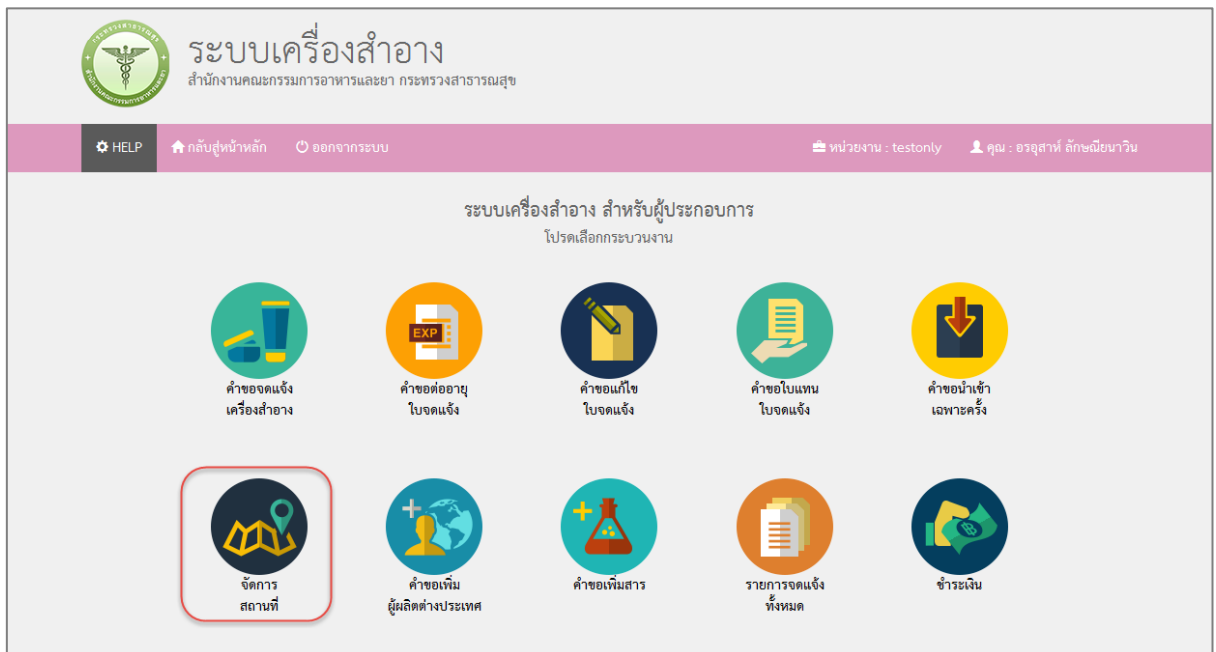 ระบบเครื่องสำอาง
สำนักงานคณะกรรมการอาหารและยา กระทรวงสาธารณสุข
HELP กลับสู่หน้าหลัก ออกจากระบบ หน่วยงาน : testonly คุณ : อรอุสาห์ ลักษณียนาวิน
ระบบเครื่องสำอาง สำหรับผู้ประกอบการ
โปรดเลือกกระบวนงาน
EXP
คำขอจดแจ้ง คำขอต่ออายุ คำขอแก้ไข คำขอใบแทน คำขอนำเข้า
เครื่องสำอาง ใบจดแจ้ง ใบจดแจ้ง ใบจดแจ้ง เฉพาะครั้ง
จัดการ คำขอเพิ่ม คำขอเพิ่มสาร รายการจดแจ้ง ชำระเงิน
สถานที่ ผู้ผลิตต่างประเทศ ทั้งหมด